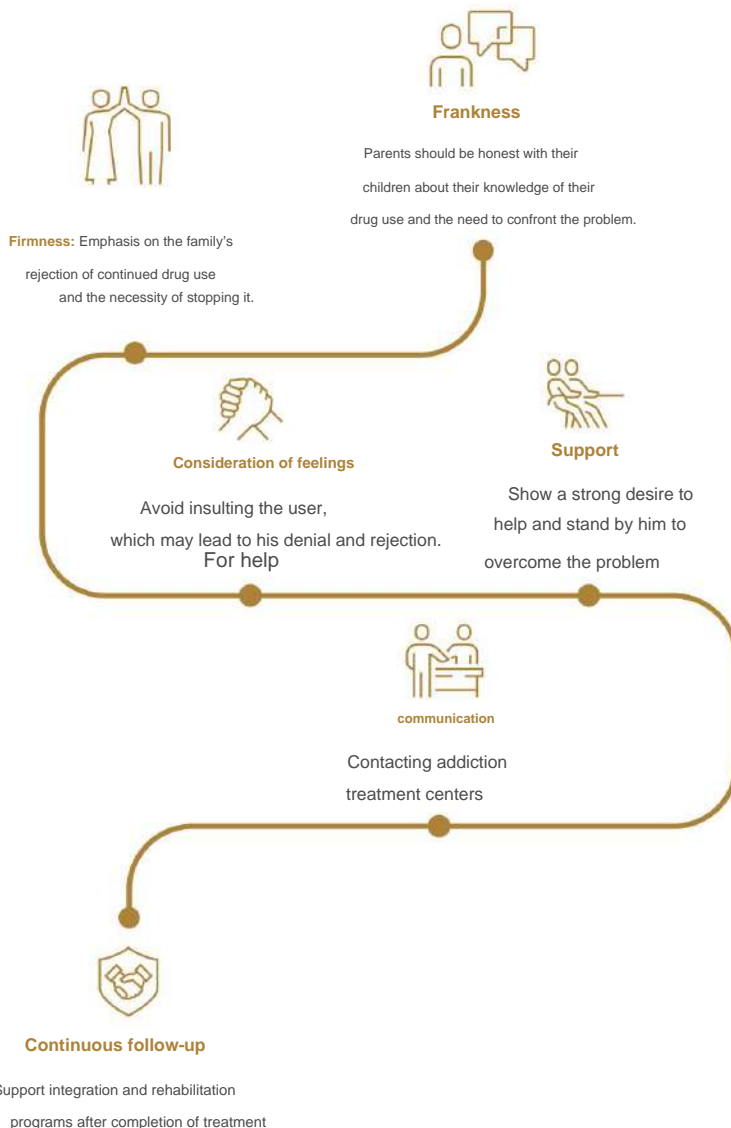 Frankness
Parents should be honest with their
children about their knowledge of their
drug use and the need to confront the problem.
Firmness: Emphasis on the family's
rejection of continued drug use
and the necessity of stopping it.
Consideration of feelings
Avoid insulting the user,
which may lead to his denial and rejection.
For help
Support
Show a strong desire to
help and stand by him to
overcome the problem
communication
Contacting addiction
treatment centers
Continuous follow-up
Support integration and rehabilitation
programs after completion of treatment